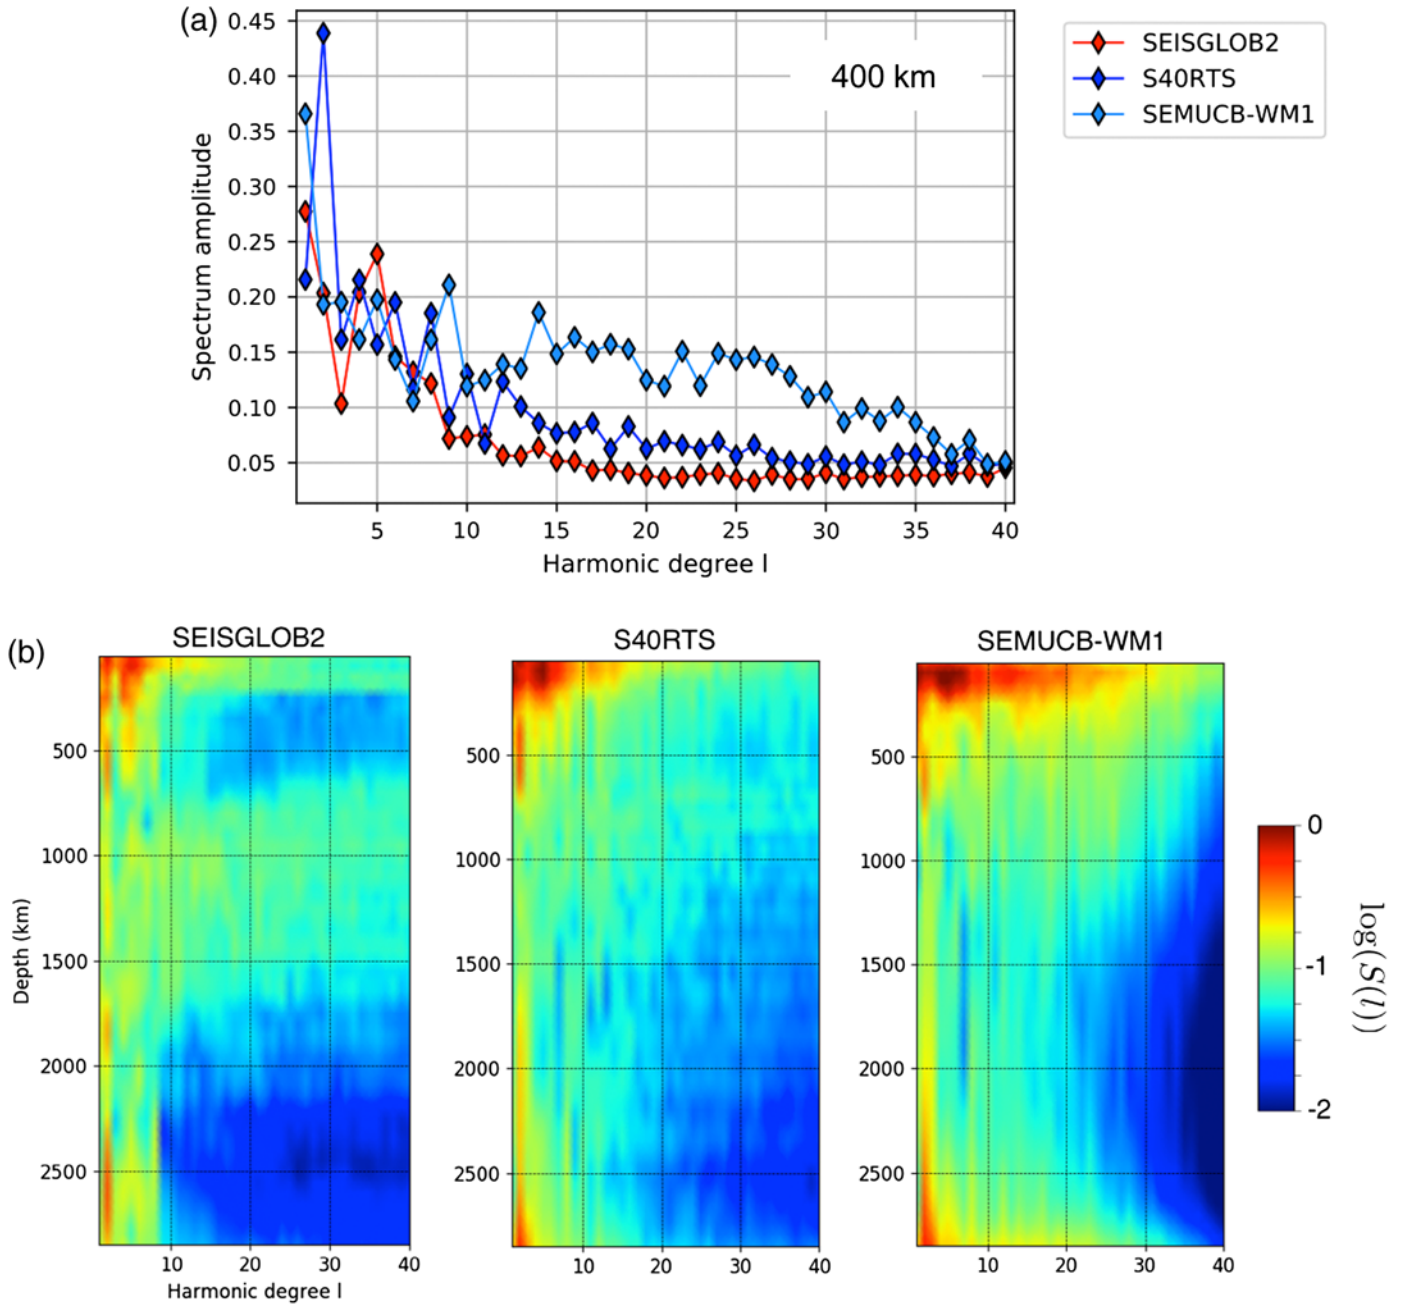 (a)
0.45
0.40
0.35
0.30
0.25
0.20
0.15
0.10
0.05
Spectrum amplitude
400 km
5 10 15 20 25 30 35 40
Harmonic degree l
SEISGLOB2
S40RTS
SEMUCB-WM1
(b)
SEISGLOB2
500
1000
1500
2000
2500
Depth (km)
10 20 30 40
Harmonic degree l
S40RTS
500
1000
1500
2000
2500
10 20 30 40
SEMUCB-WM1
500
1000
1500
2000
2500
10 20 30 40
0
-1
-2
log(S(l))